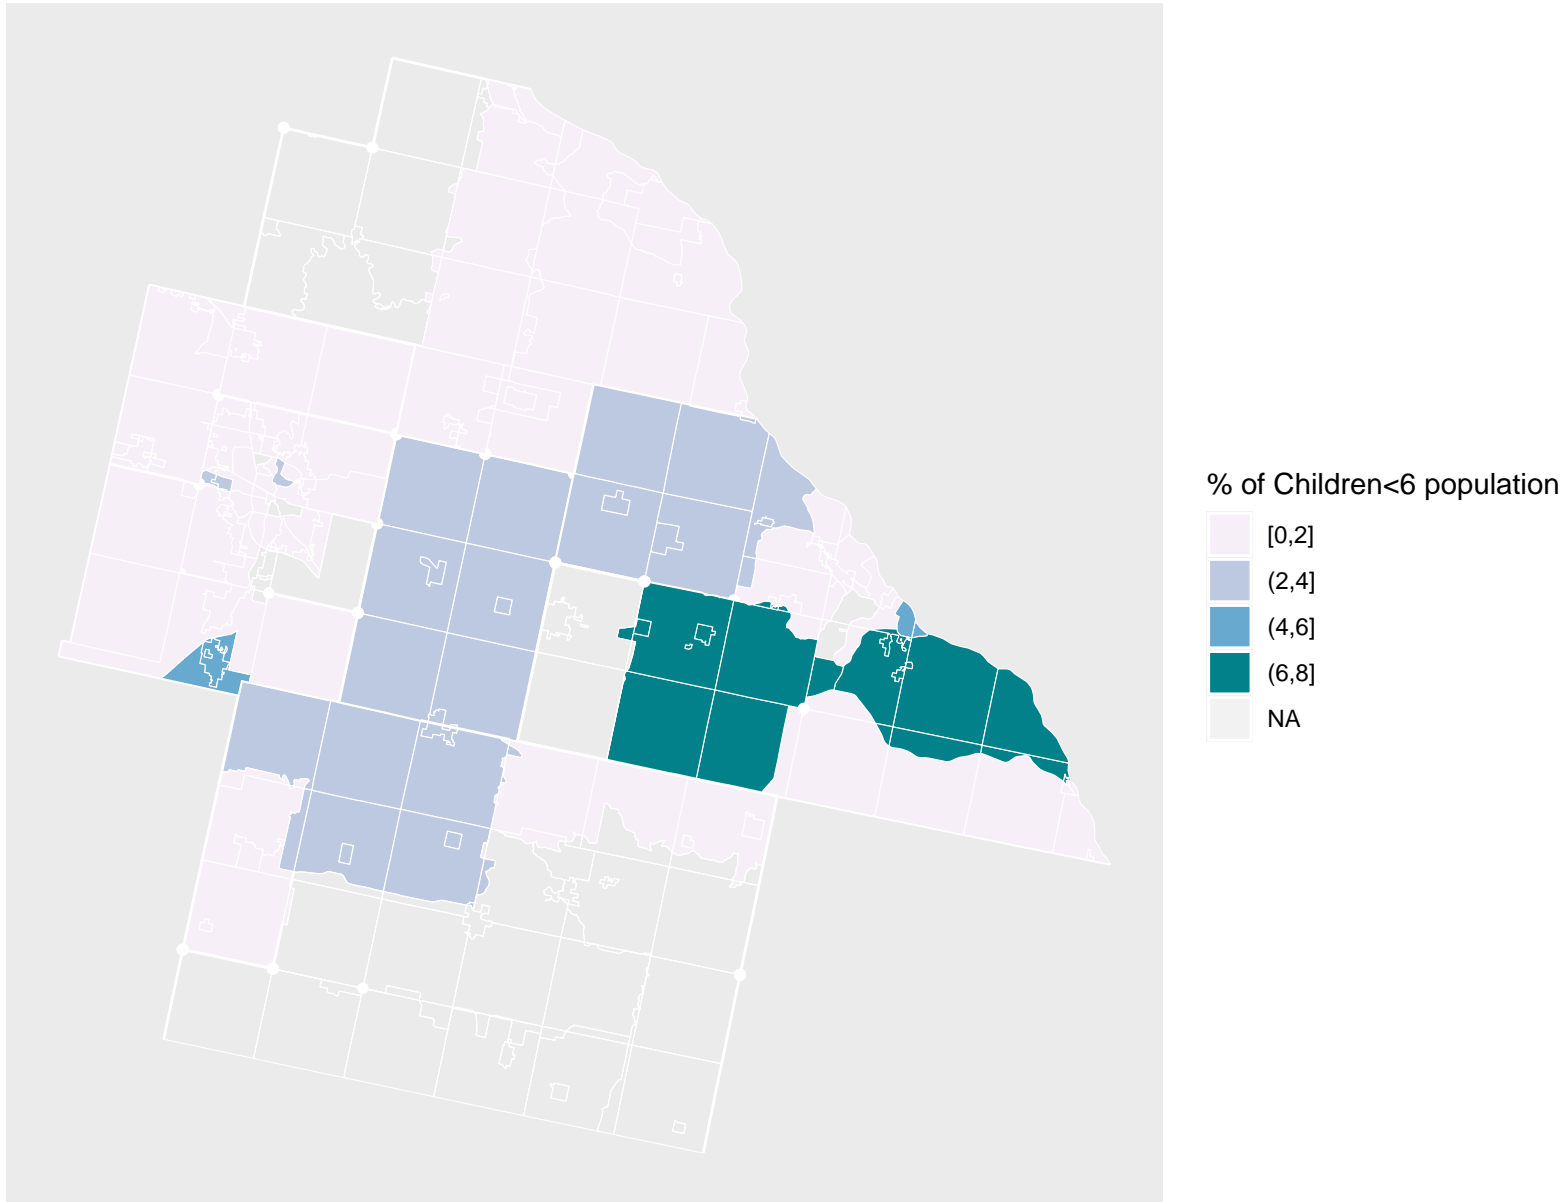 % of Children<6 population
[0,2]
(2,4]
(4,6]
(6,8]
NA